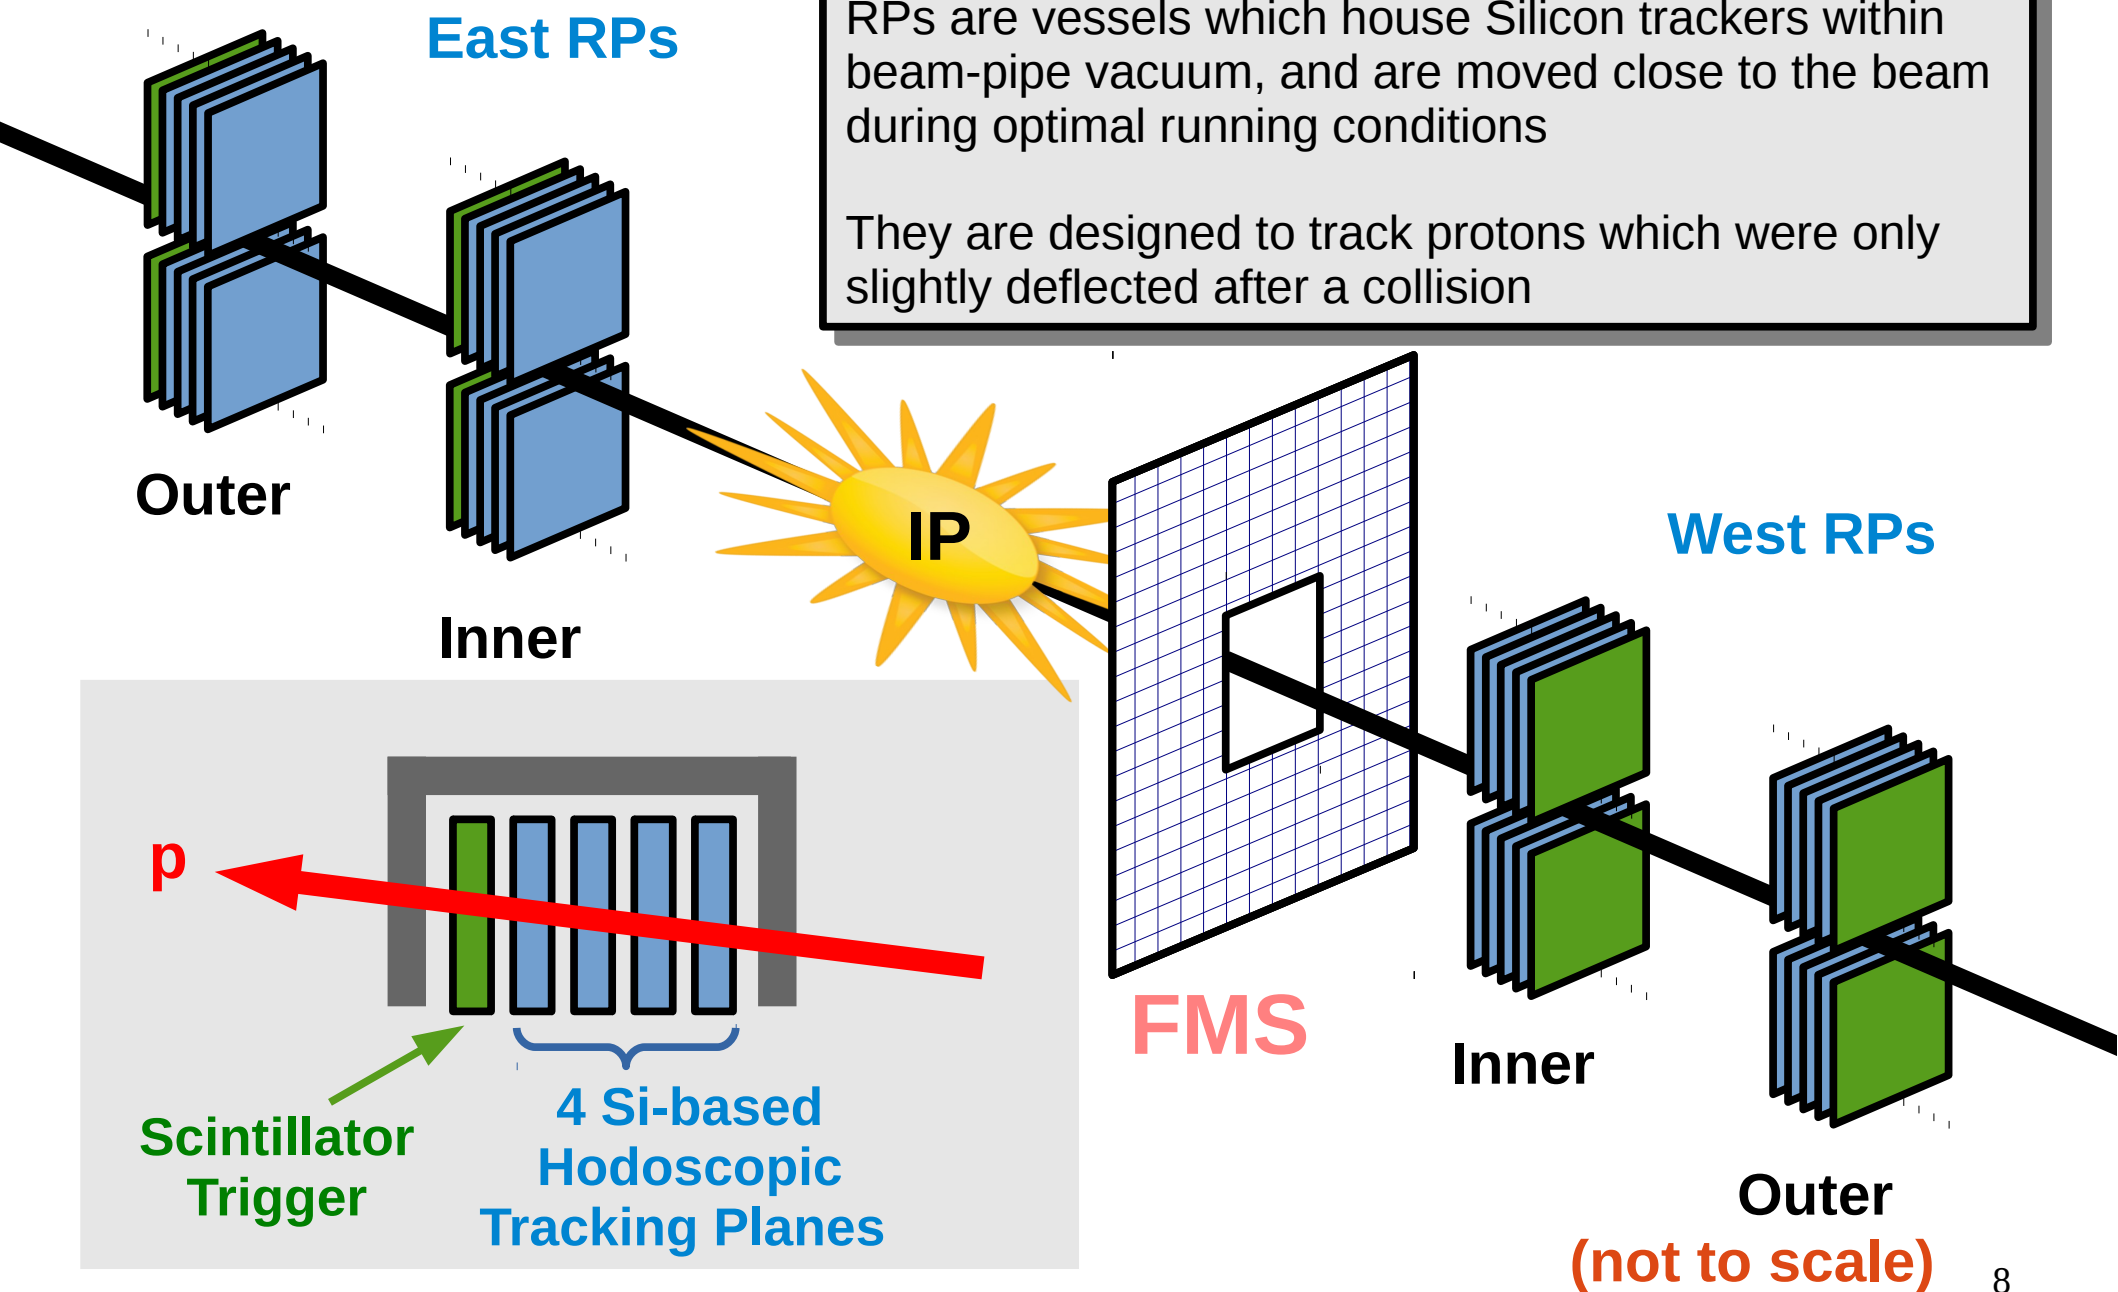 East RPs
RPs are vessels which house Silicon trackers within
beam-pipe vacuum, and are moved close to the beam
during optimal running conditions
They are designed to track protons which were only
slightly deflected after a collision
Outer
IP
West RPs
Inner
p
FMS
Inner
4 Si-based
Hodoscopic
Tracking Planes
Scintillator
Trigger
Outer
(not to scale)
8